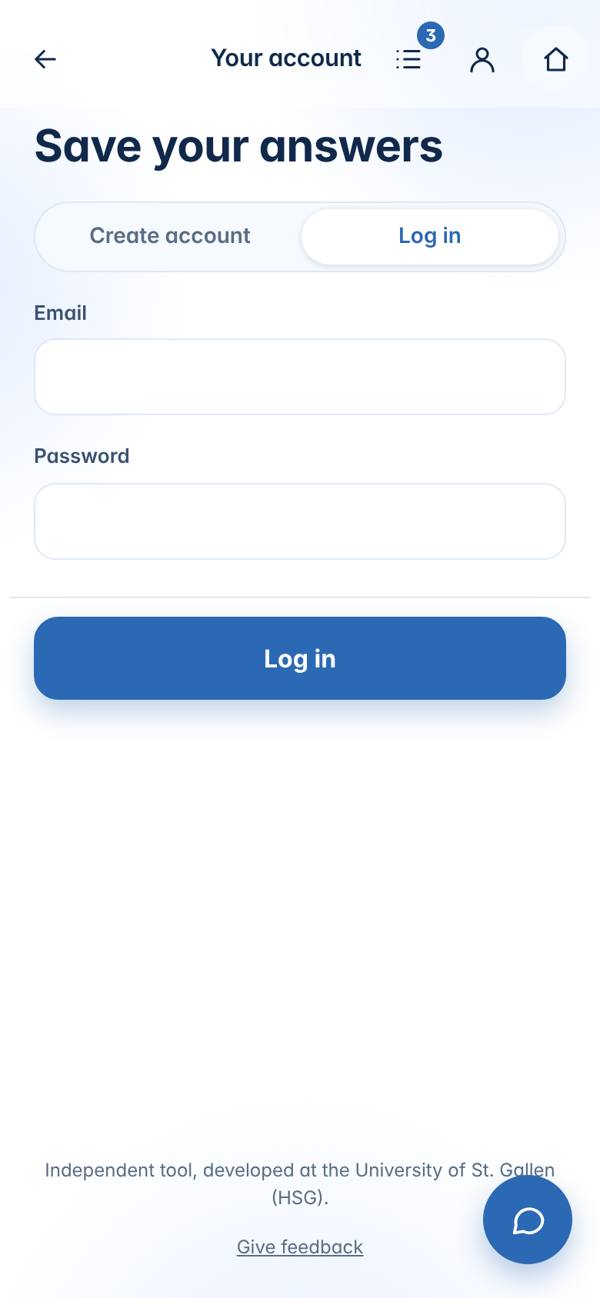 Your account
3
Save your answers
Create account
Log in
Email
Password
Log in
Independent tool, developed at the University of St. Gallen
(HSG).
Give feedback